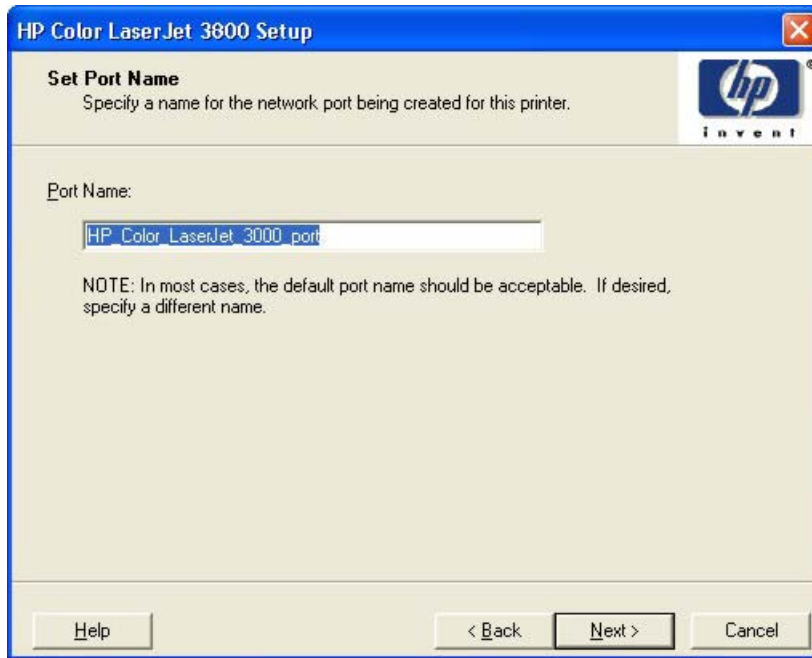 HP Color LaserJet 3800 Setup
Set Port Name
Specify a name for the network port being created for this printer.
hp
®
invent
Port Name:
HP_Color_LaserJet_3000_port
NOTE: In most cases, the default port name should be acceptable. If desired,
specify a different name.
Help
< Back
Next >
Cancel